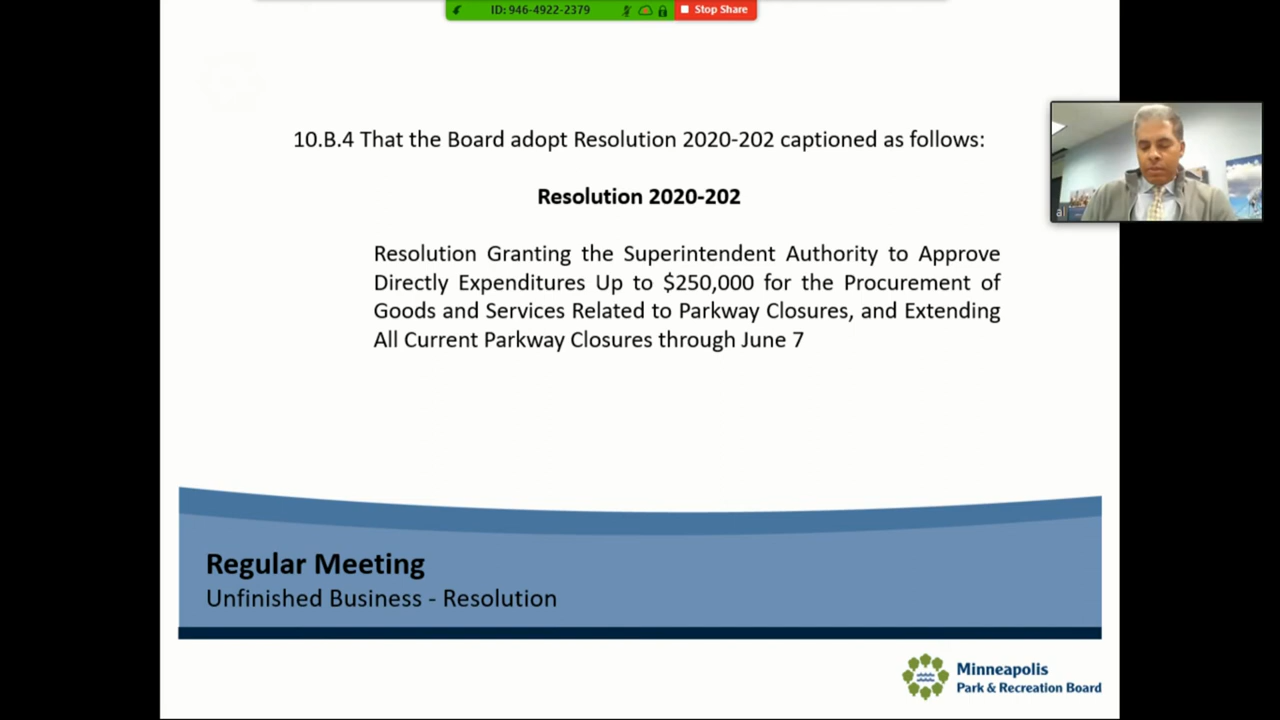 ID: 946-4922-2379
Stop Share
10.B.4 That the Board adopt Resolution 2020-202 captioned as follows:
Resolution 2020-202
Resolution Granting the Superintendent Authority to Approve
Directly Expenditures Up to $250,000 for the Procurement of
Goods and Services Related to Parkway Closures, and Extending
All Current Parkway Closures through June 7
al
Regular Meeting
Unfinished Business - Resolution
Minneapolis
Park & Recreation Board